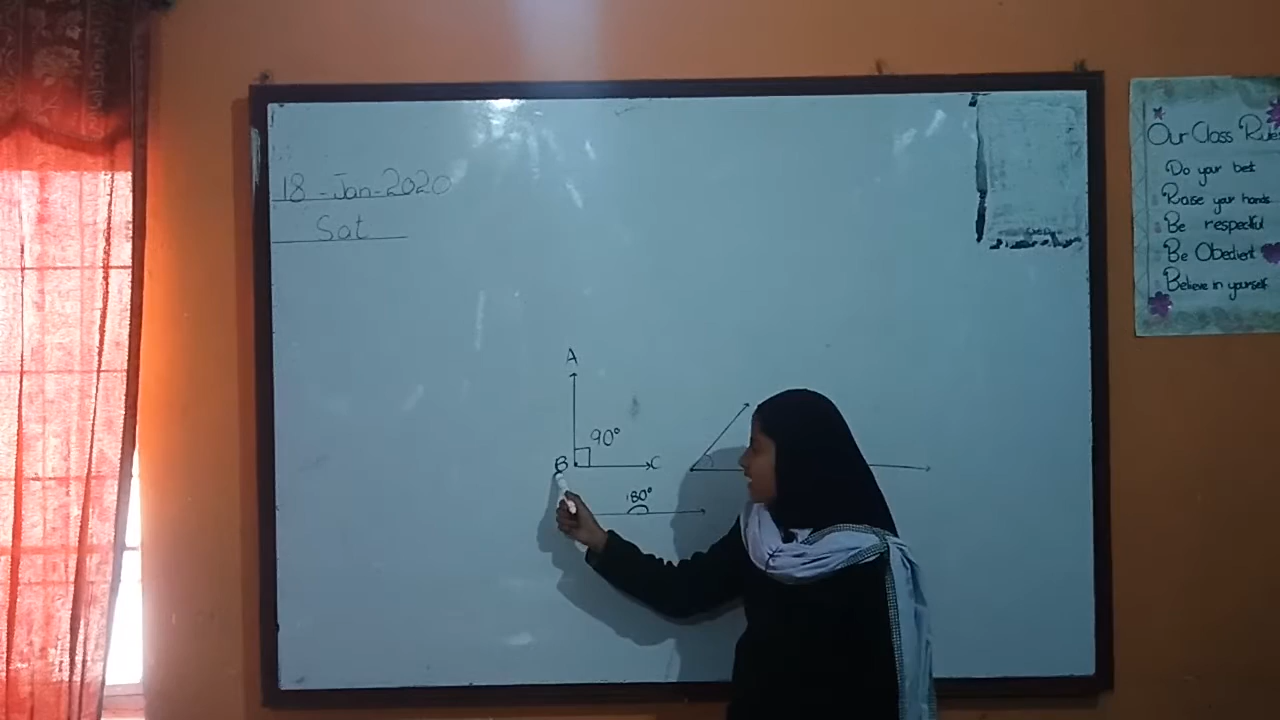 18-Jan-2020
Sat
A
90°
B
C
180°
Our Class Rules
Do your best
Raise your hands
Be respectful
Be Obedient
Believe in yourself